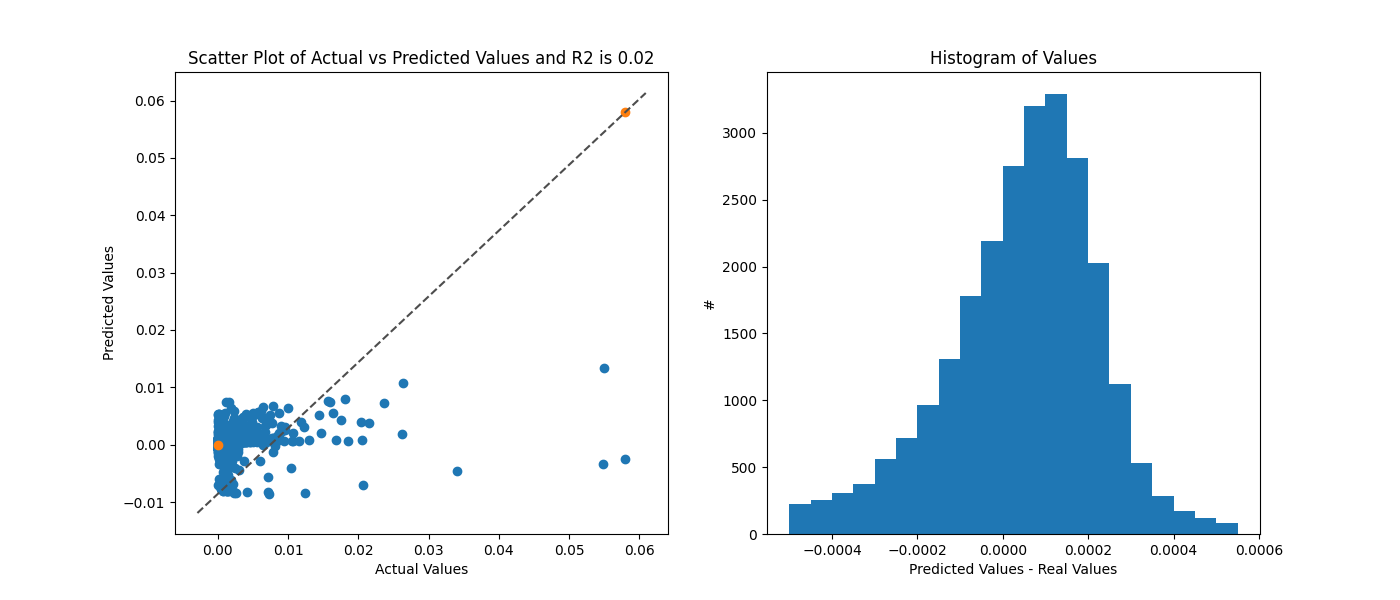 Scatter Plot of Actual vs Predicted Values and R2 is 0.02
Predicted Values
0.06
0.05
0.04
0.03
0.02
0.01
0.00
−0.01
0.00 0.01 0.02 0.03 0.04 0.05 0.06
Actual Values
Histogram of Values
#
3000
2500
2000
1500
1000
500
0
−0.0004 −0.0002 0.0000 0.0002 0.0004 0.0006
Predicted Values - Real Values